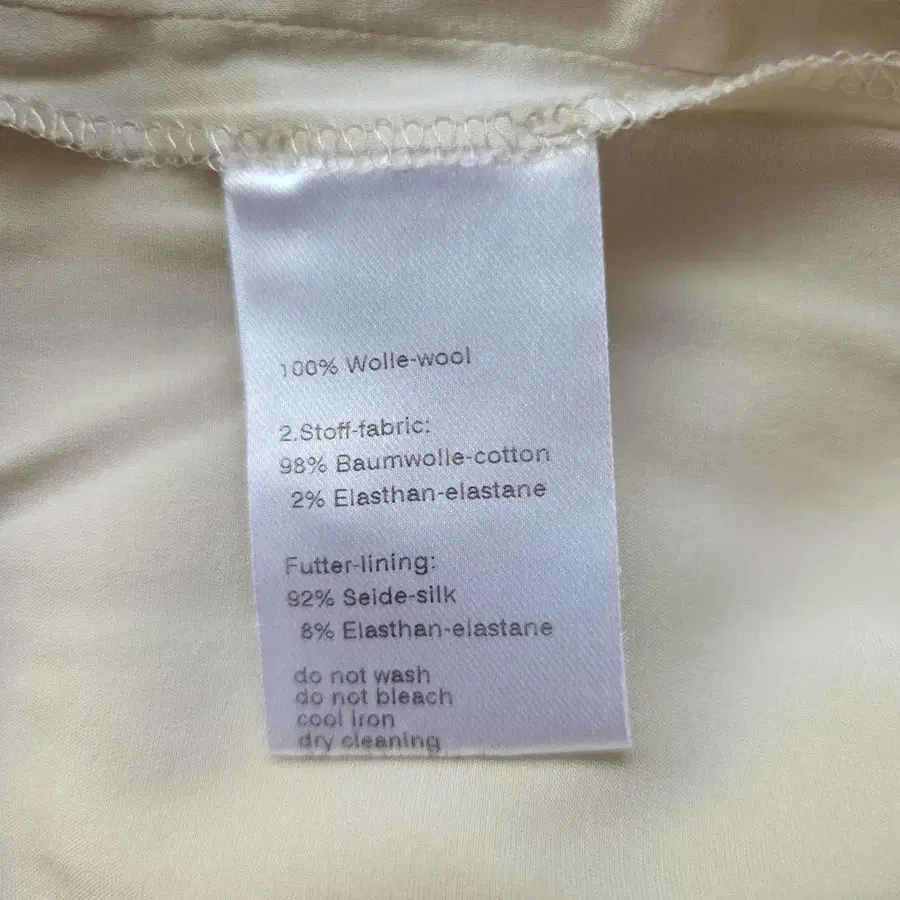 100% Wolle-wool
2.Stoff-fabric:
98% Baumwolle-cotton
2% Elasthan-elastane
Futter-lining:
92% Seide-silk
8% Elasthan-elastane
do not wash
do not bleach
cool iron
dry cleaning